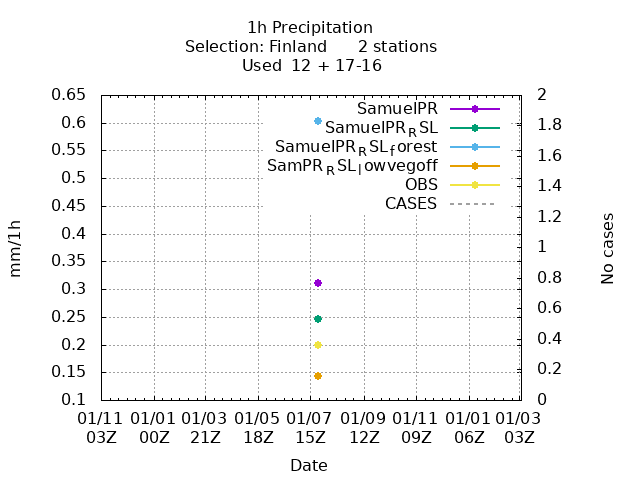 1h Precipitation
Selection: Finland 2 stations
Used 12 + 17-16
0.65
0.6
0.55
0.5
0.45
0.4
0.35
0.3
0.25
0.2
0.15
0.1
mm/1h
SamuelPR
SamuelPR_RSL
SamuelPR_RSL_forest
SamPR_RSL_lowvegoff
OBS
CASES
2
1.8
1.6
1.4
1.2
1
0.8
0.6
0.4
0.2
0
No cases
01/11 01/01 01/03 01/05 01/07 01/09 01/11 01/01 01/03
03Z 00Z 21Z 18Z 15Z 12Z 09Z 06Z 03Z
Date